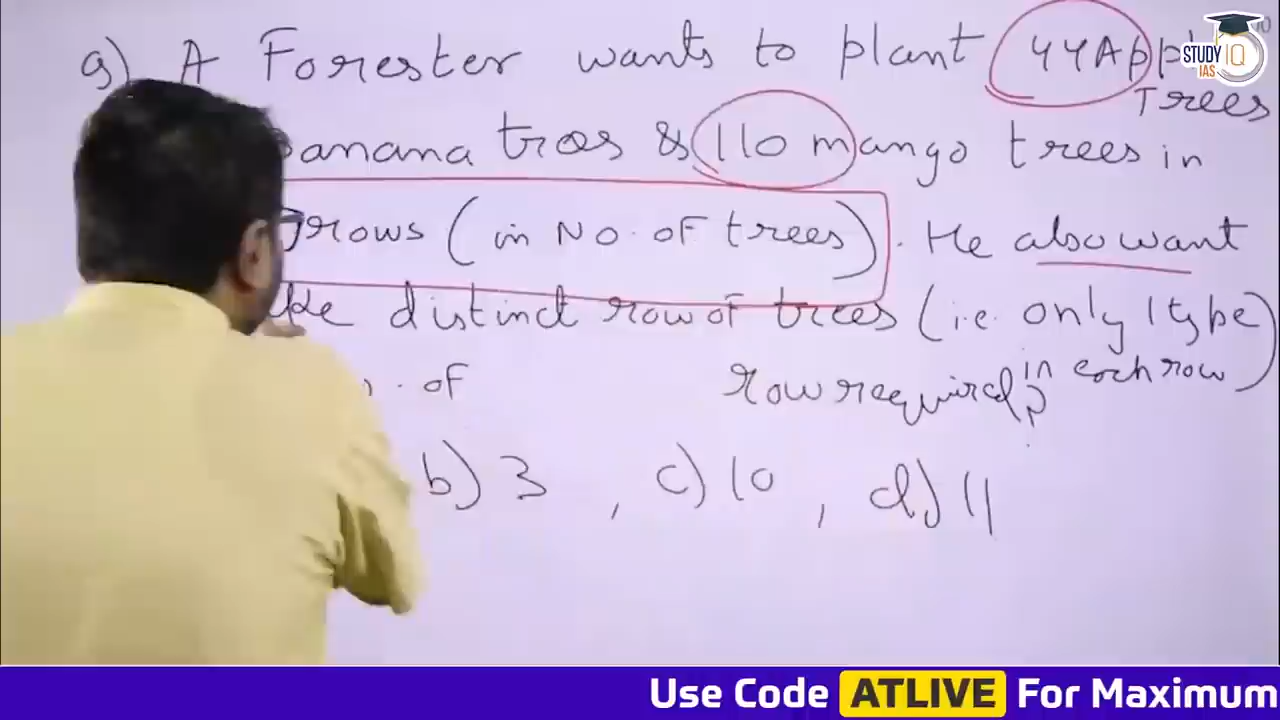 g) A Forester wants to plant 44 Apple
Trees
banana tres & 110 mango trees in
rows (in NO. OF trees). He also want
distinct row of trees (i.e. only 1 type
in each row)
of row required?
b) 3 , c) 10 , d) 11
STUDY IQ
IAS
Use Code ATLIVE For Maximum